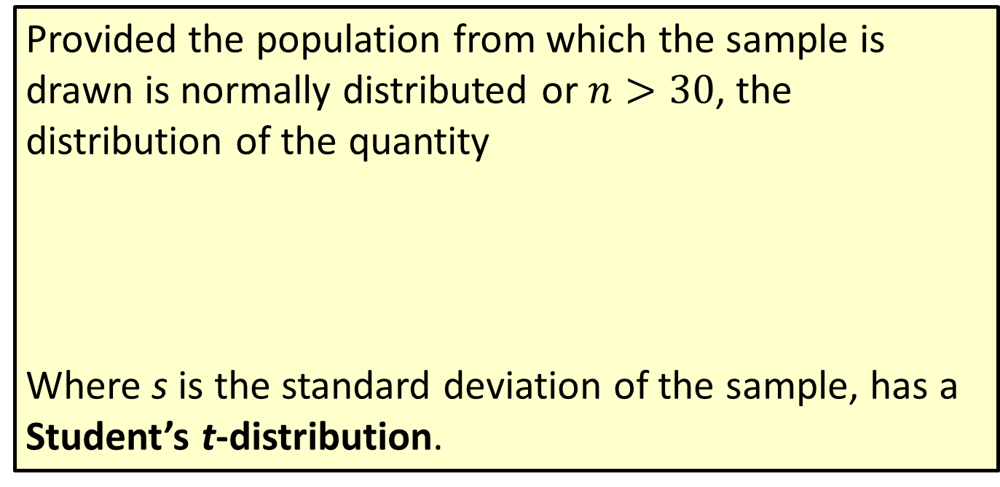 Provided the population from which the sample is
drawn is normally distributed or n > 30, the
distribution of the quantity
Where s is the standard deviation of the sample, has a
Student’s t-distribution.